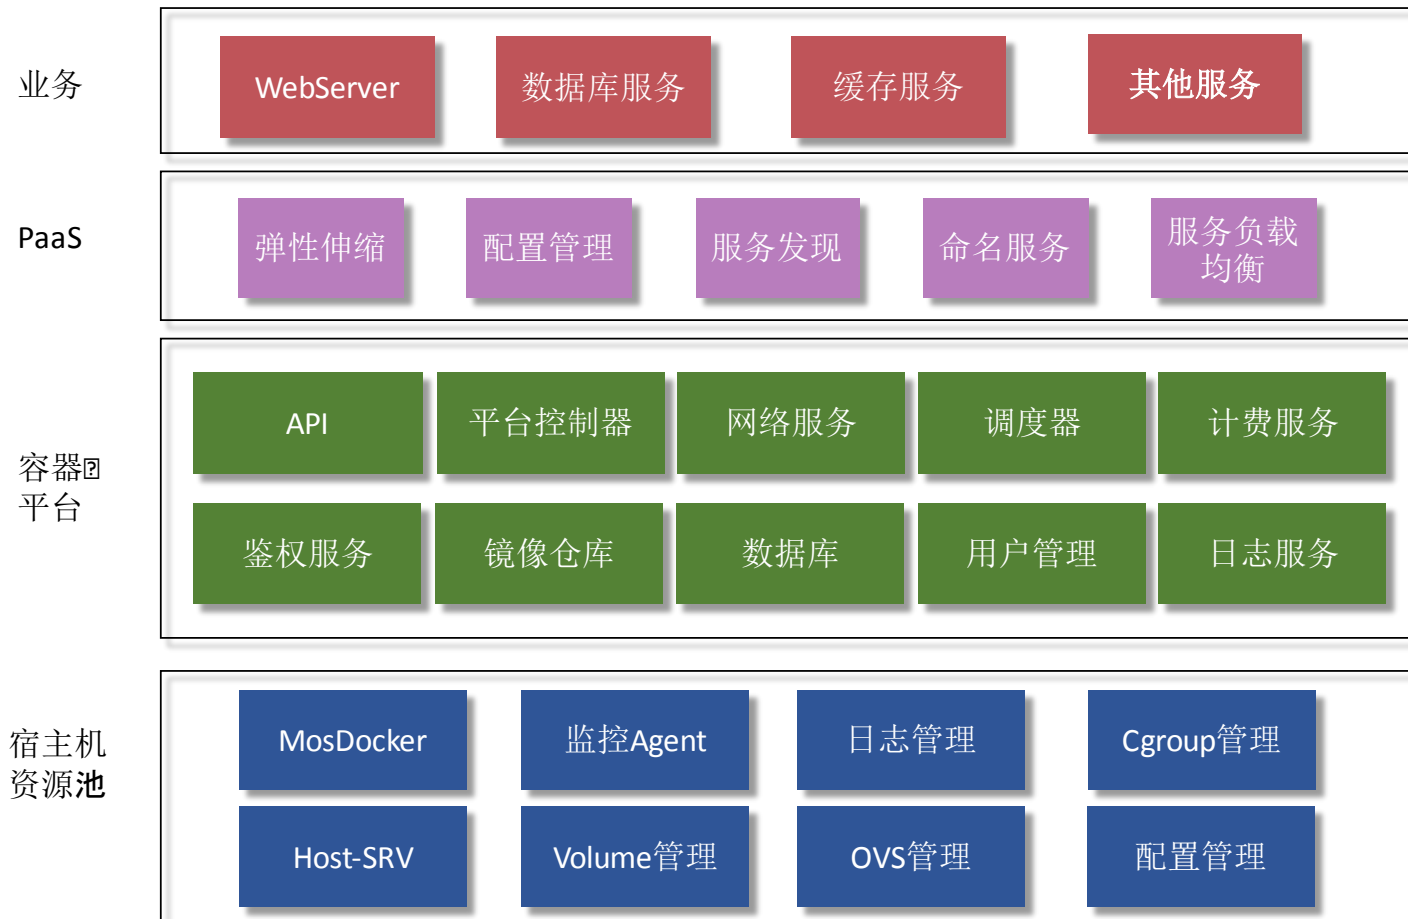 业务
WebServer
数据库服务
缓存服务
其他服务
PaaS
弹性伸缩
配置管理
服务发现
命名服务
服务负载
均衡
容器
平台
API
平台控制器
网络服务
调度器
计费服务
鉴权服务
镜像仓库
数据库
用户管理
日志服务
宿主机
资源池
MosDocker
监控Agent
日志管理
Cgroup管理
Host-SRV
Volume管理
OVS管理
配置管理